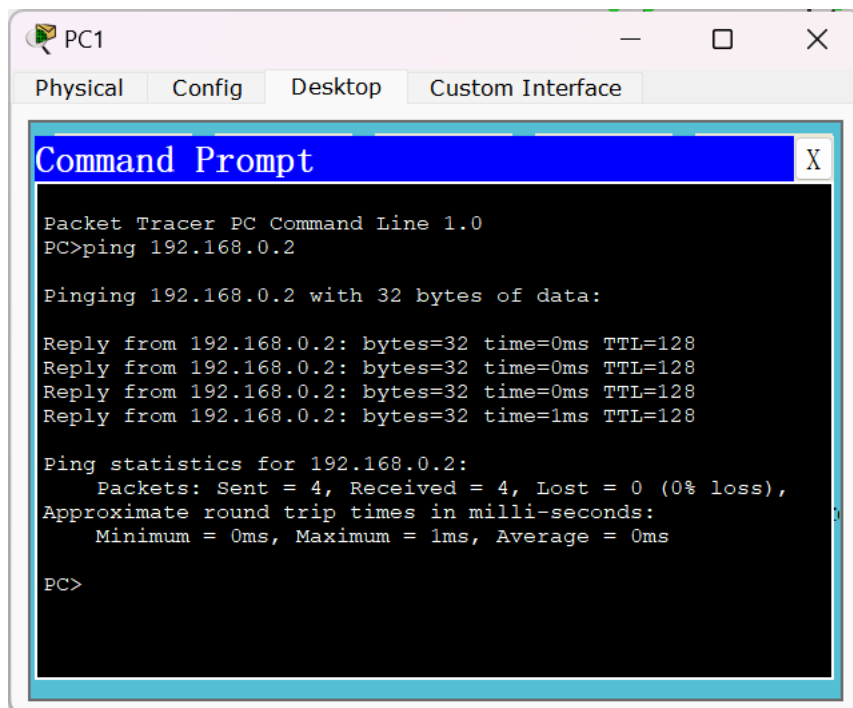 PC1
Physical Config Desktop Custom Interface
Command Prompt X
Packet Tracer PC Command Line 1.0
PC>ping 192.168.0.2
Pinging 192.168.0.2 with 32 bytes of data:
Reply from 192.168.0.2: bytes=32 time=0ms TTL=128
Reply from 192.168.0.2: bytes=32 time=0ms TTL=128
Reply from 192.168.0.2: bytes=32 time=0ms TTL=128
Reply from 192.168.0.2: bytes=32 time=1ms TTL=128
Ping statistics for 192.168.0.2:
Packets: Sent = 4, Received = 4, Lost = 0 (0% loss),
Approximate round trip times in milli-seconds:
Minimum = 0ms, Maximum = 1ms, Average = 0ms
PC>